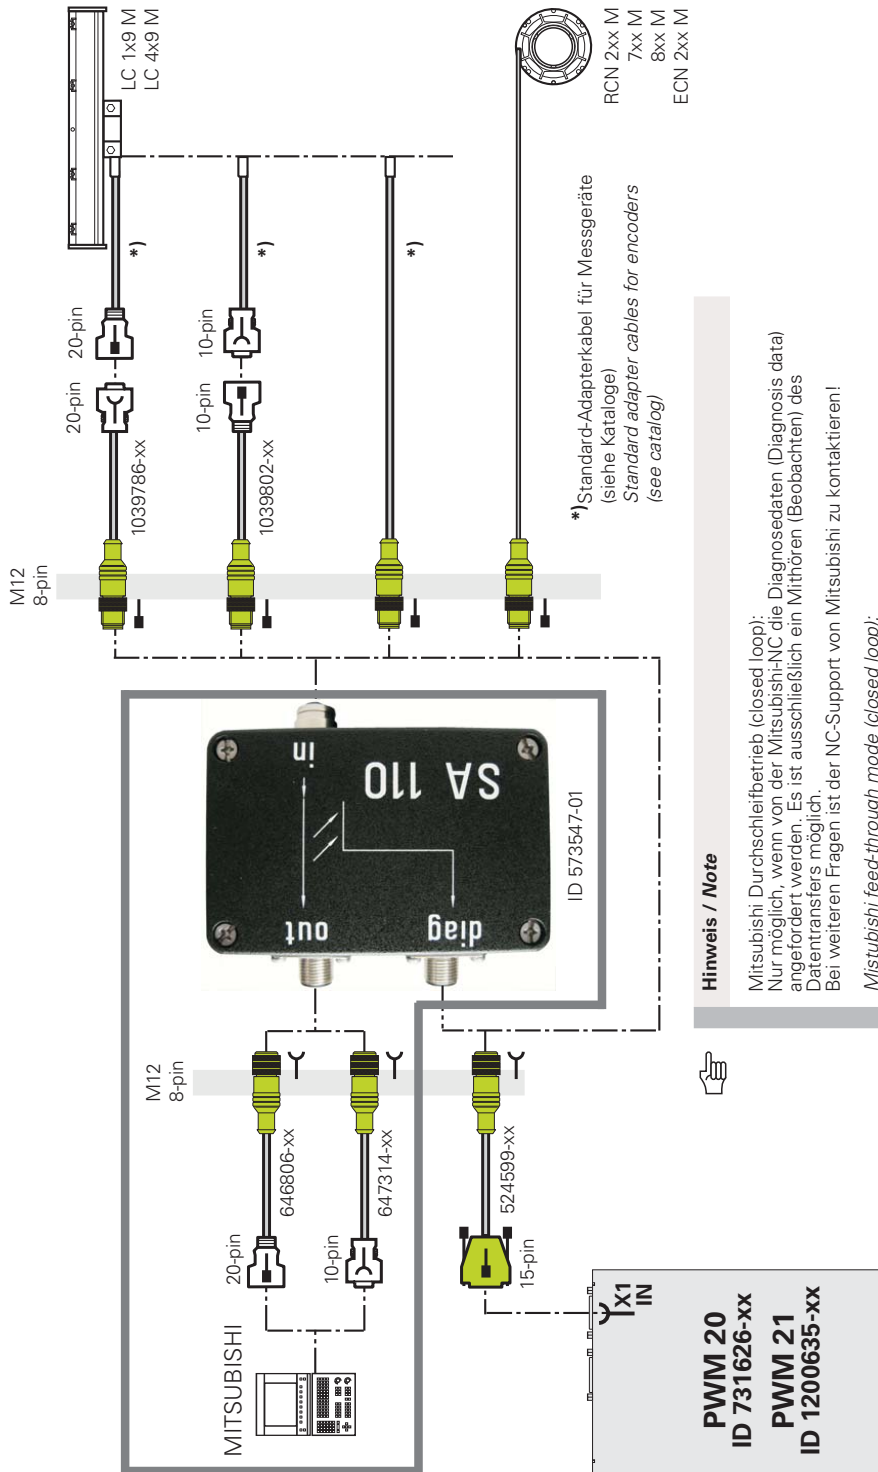 LC 1x9 M
LC 4x9 M
RCN 2xx M
7xx M
8xx M
ECN 2xx M
*)
*)
*)
20-pin
20-pin
10-pin
10-pin
1039786-xx
1039802-xx
*)Standard-Adapterkabel für Messgeräte
(siehe Kataloge)
Standard adapter cables for encoders
(see catalog)
M12
8-pin
in
out
diag
SA 110
ID 573547-01
M12
8-pin
646806-xx
647314-xx
524599-xx
20-pin
10-pin
15-pin
MITSUBISHI
X1
IN
PWM 20
ID 731626-xx
PWM 21
ID 1200635-xx
Hinweis / Note
Mitsubishi Durchschleifbetrieb (closed loop):
Nur möglich, wenn von der Mitsubishi-NC die Diagnosedaten (Diagnosis data)
angefordert werden. Es ist ausschließlich ein Mithören (Beobachten) des
Datentransfers möglich.
Bei weiteren Fragen ist der NC-Support von Mitsubishi zu kontaktieren!
Mistubishi feed-through mode (closed loop):